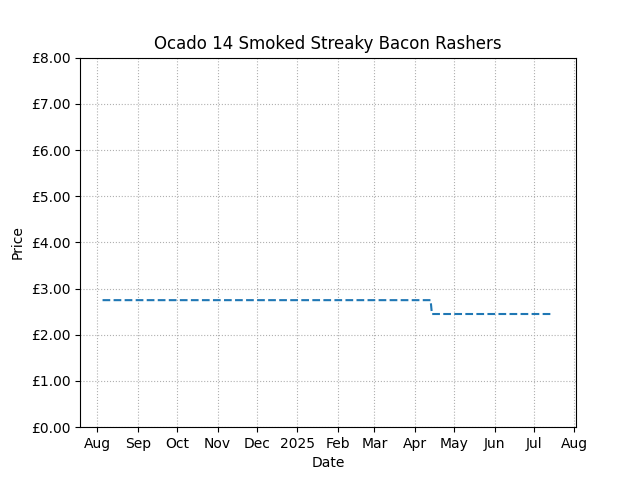 Ocado 14 Smoked Streaky Bacon Rashers
£8.00
£7.00
£6.00
£5.00
£4.00
£3.00
£2.00
£1.00
£0.00
Price
Aug Sep Oct Nov Dec 2025 Feb Mar Apr May Jun Jul Aug
Date